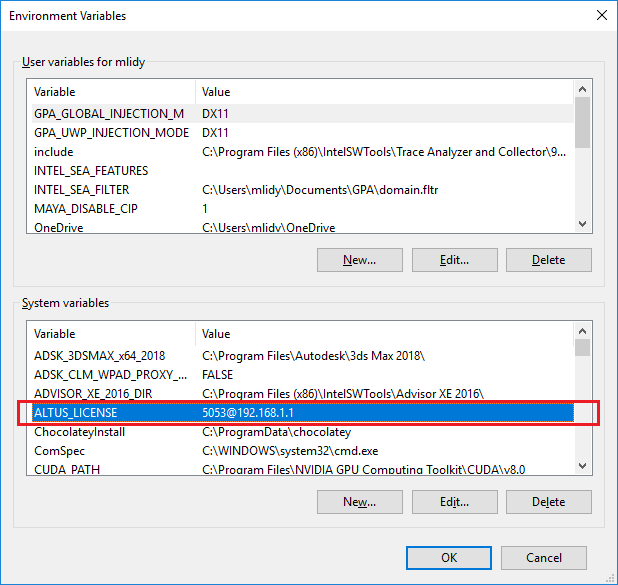 Environment Variables
User variables for mlidy
Variable Value
GPA_GLOBAL_INJECTION_M DX11
GPA_UWP_INJECTION_MODE DX11
include C:\Program Files (x86)\IntelSWTools\Trace Analyzer and Collector\9...
INTEL_SEA_FEATURES
INTEL_SEA_FILTER C:\Users\mlidy\Documents\GPA\domain.fltr
MAYA_DISABLE_CIP 1
OneDrive C:\Users\mlidy\OneDrive
New... Edit... Delete
System variables
Variable Value
ADSK_3DSMAX_x64_2018 C:\Program Files\Autodesk\3ds Max 2018\
ADSK_CLM_WPAD_PROXY_... FALSE
ADVISOR_XE_2016_DIR C:\Program Files (x86)\IntelSWTools\Advisor XE 2016\
ALTUS_LICENSE 5053@192.168.1.1
ChocolateyInstall C:\ProgramData\chocolatey
ComSpec C:\WINDOWS\system32\cmd.exe
CUDA_PATH C:\Program Files\NVIDIA GPU Computing Toolkit\CUDA\v8.0
New... Edit... Delete
OK Cancel